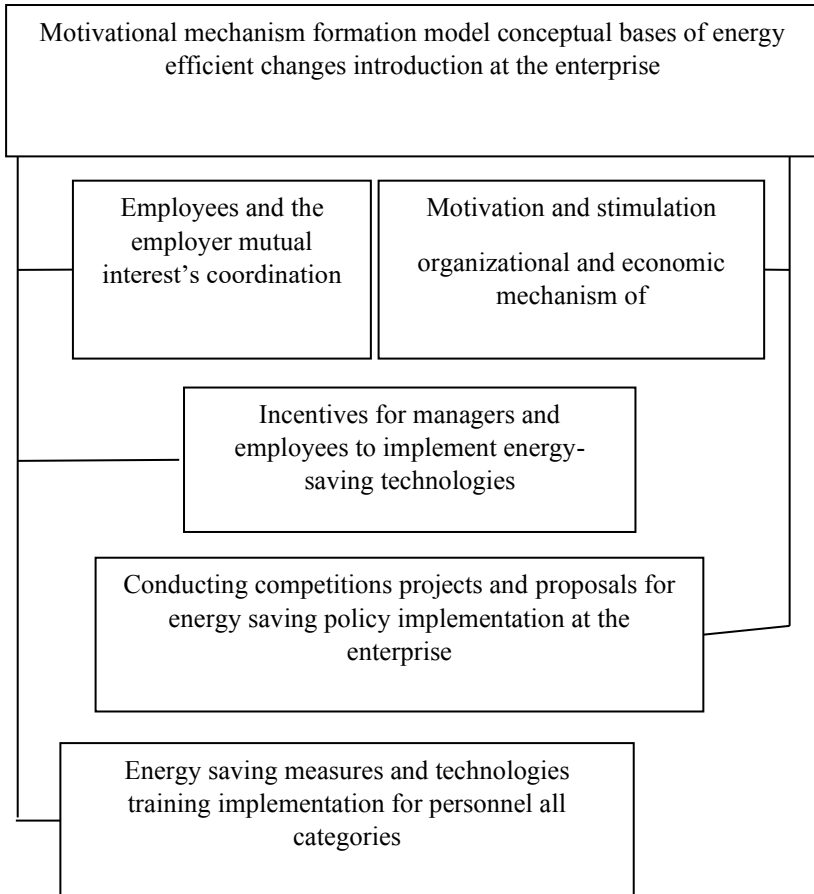 Motivational mechanism formation model conceptual bases of energy
efficient changes introduction at the enterprise
Employees and the
employer mutual
interest's coordination
Motivation and stimulation
organizational and economic
mechanism of
Incentives for managers and
employees to implement energy-
saving technologies
Conducting competitions projects and proposals for
energy saving policy implementation at the
enterprise
Energy saving measures and technologies
training implementation for personnel all
categories